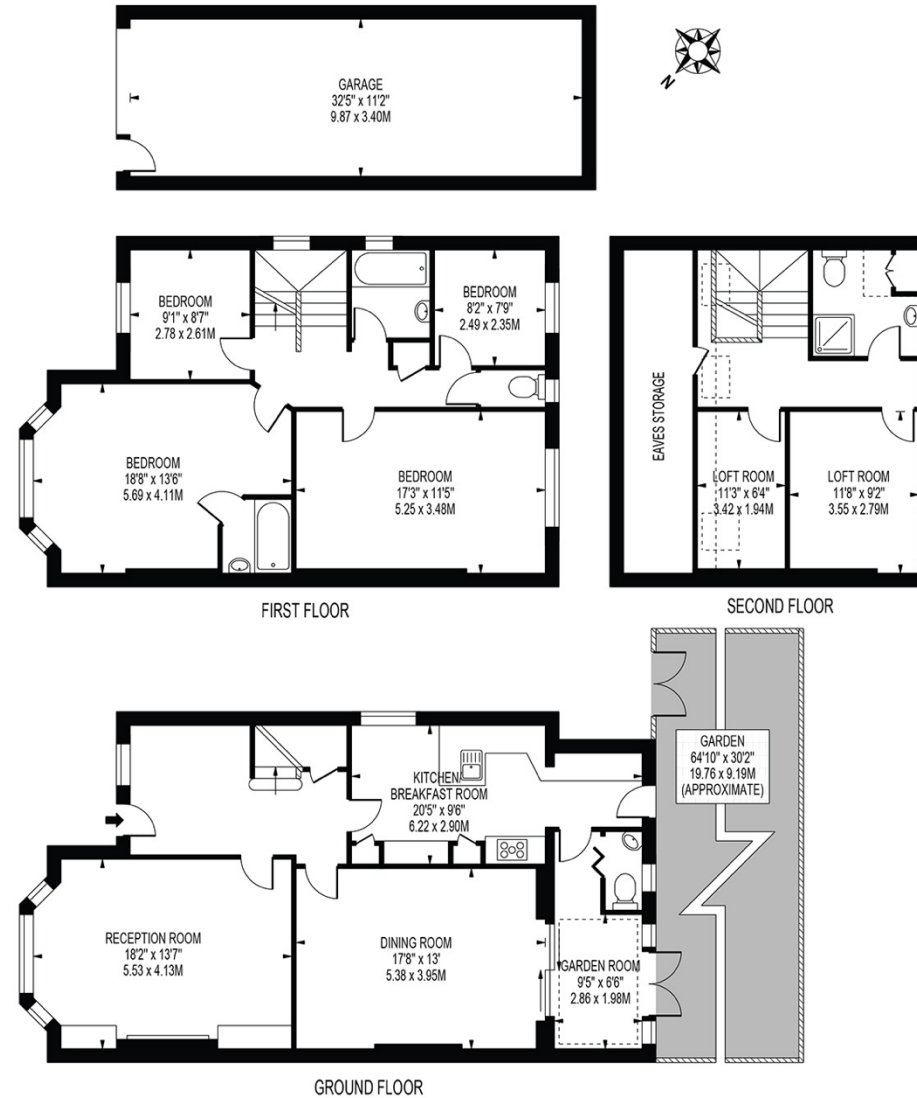 GARAGE
32'5" x 11'2"
9.87 x 3.40M
N
BEDROOM
9'1" x 8'7"
2.78 x 2.61M
BEDROOM
8'2" x 7'9"
2.49 x 2.35M
BEDROOM
18'8" x 13'6"
5.69 x 4.11M
BEDROOM
17'3" x 11'5"
5.25 x 3.48M
FIRST FLOOR
EAVES STORAGE
LOFT ROOM
11'3" x 6'4"
3.42 x 1.94M
LOFT ROOM
11'8" x 9'2"
3.55 x 2.79M
SECOND FLOOR
KITCHEN/
BREAKFAST ROOM
20'5" x 9'6"
6.22 x 2.90M
GARDEN
64'10" x 30'2"
19.76 x 9.19M
(APPROXIMATE)
RECEPTION ROOM
18'2" x 13'7"
5.53 x 4.13M
DINING ROOM
17'8" x 13'
5.38 x 3.95M
GARDEN ROOM
9'5" x 6'6"
2.86 x 1.98M
GROUND FLOOR